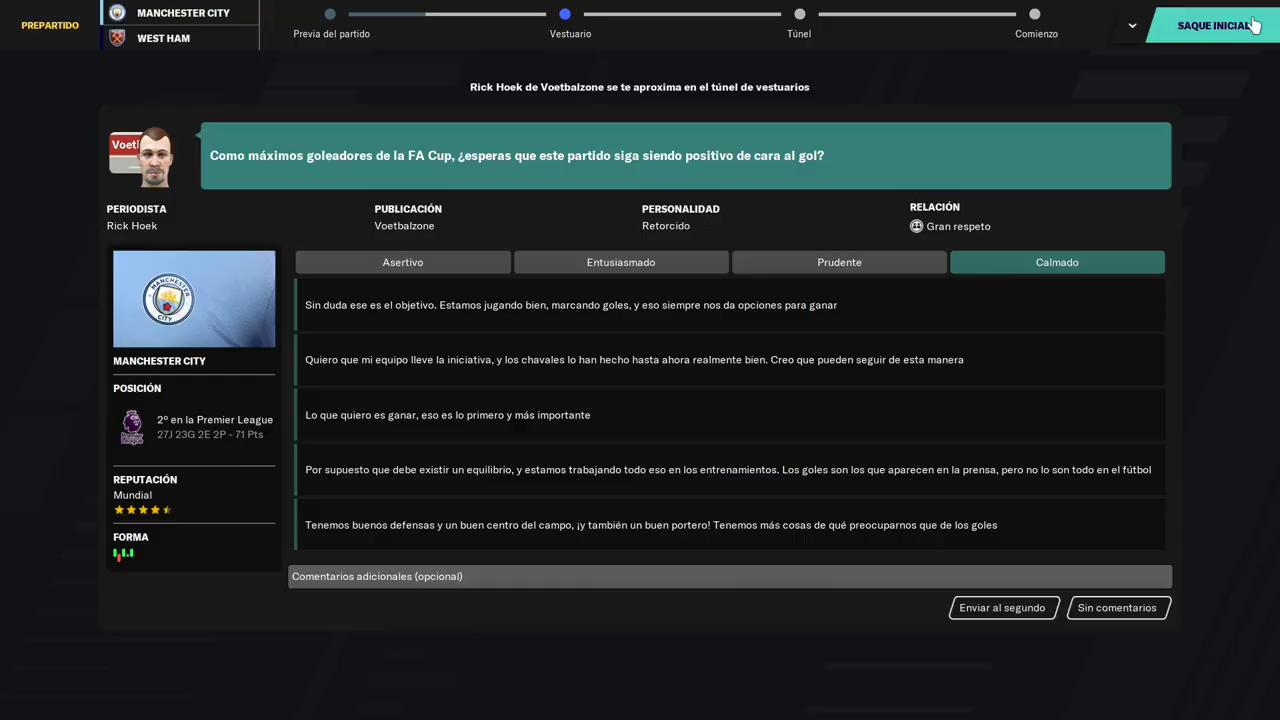 PREPARTIDO
MANCHESTER CITY
WEST HAM
Previa del partido
Vestuario
Túnel
Comienzo
SAQUE INICIAL
Rick Hoek de Voetbalzone se te aproxima en el túnel de vestuarios
Como máximos goleadores de la FA Cup, ¿esperas que este partido siga siendo positivo de cara al gol?
PERIODISTA
Rick Hoek
PUBLICACIÓN
Voetbalzone
PERSONALIDAD
Retorcido
RELACIÓN
Gran respeto
Asertivo
Entusiasmado
Prudente
Calmado
MANCHESTER CITY
MANCHESTER CITY
POSICIÓN
2º en la Premier League
27J 23G 2E 2P - 71 Pts
REPUTACIÓN
Mundial
FORMA
Sin duda ese es el objetivo. Estamos jugando bien, marcando goles, y eso siempre nos da opciones para ganar
Quiero que mi equipo lleve la iniciativa, y los chavales lo han hecho hasta ahora realmente bien. Creo que pueden seguir de esta manera
Lo que quiero es ganar, eso es lo primero y más importante
Por supuesto que debe existir un equilibrio, y estamos trabajando todo eso en los entrenamientos. Los goles son los que aparecen en la prensa, pero no lo son todo en el fútbol
Tenemos buenos defensas y un buen centro del campo, ¡y también un buen portero! Tenemos más cosas de qué preocuparnos que de los goles
Comentarios adicionales (opcional)
Enviar al segundo
Sin comentarios